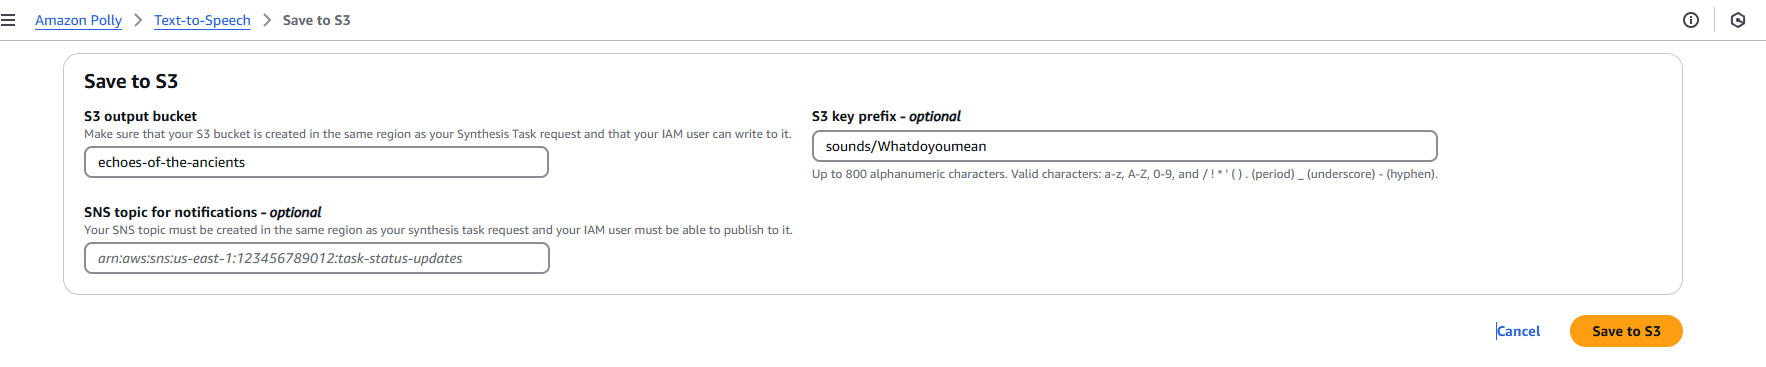 Amazon Polly > Text-to-Speech > Save to S3
Save to S3
S3 output bucket
Make sure that your S3 bucket is created in the same region as your Synthesis Task request and that your IAM user can write to it.
echoes-of-the-ancients
S3 key prefix - optional
sounds/Whatdoyoumean
Up to 800 alphanumeric characters. Valid characters: a-z, A-Z, 0-9, and / ! * ' ( ) . (period) _ (underscore) - (hyphen).
SNS topic for notifications - optional
Your SNS topic must be created in the same region as your synthesis task request and your IAM user must be able to publish to it.
arn:aws:sns:us-east-1:123456789012:task-status-updates
Cancel
Save to S3